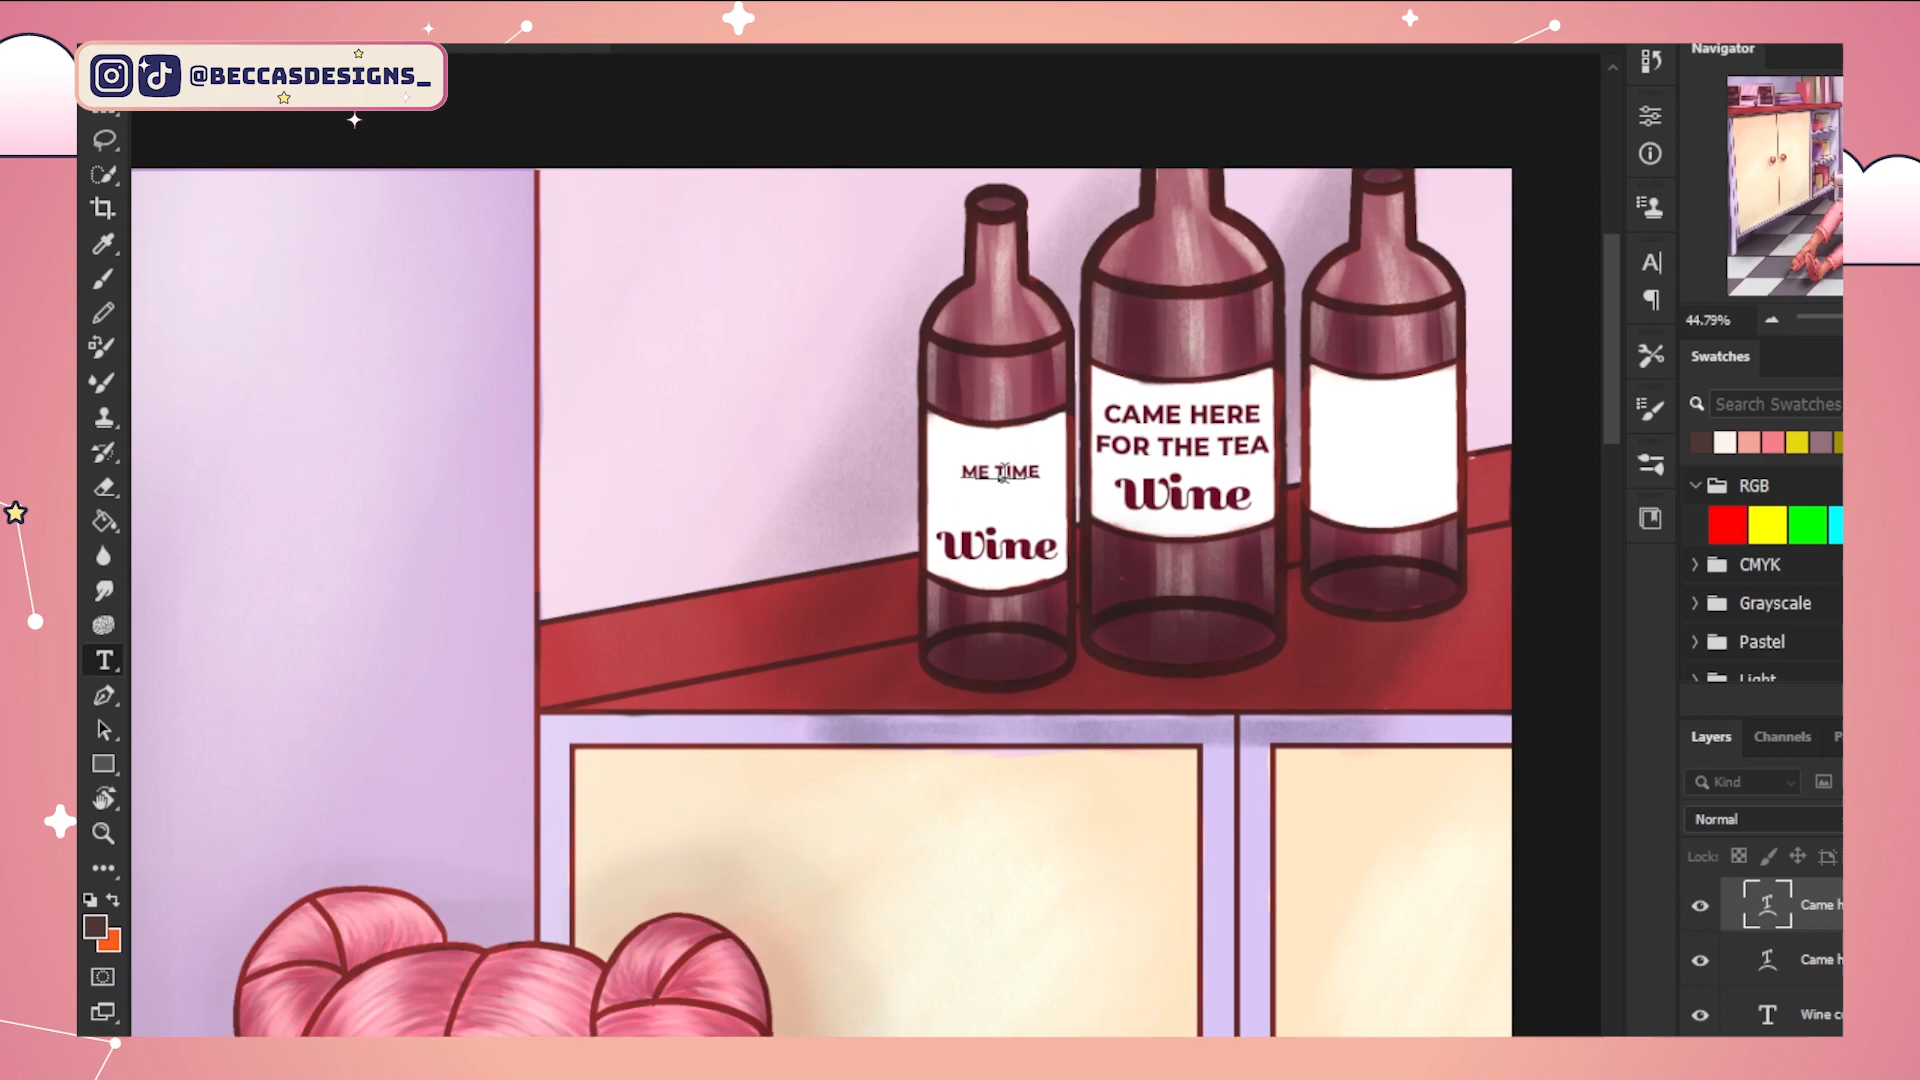 @BECCASDESIGNS_
Navigator
44.79%
Swatches
Search Swatches
RGB
CMYK
Grayscale
Pastel
Light
Layers
Channels
P
Kind
Normal
Lock:
Came h
Came h
Wine c
ME TIME
Wine
CAME HERE
FOR THE TEA
Wine